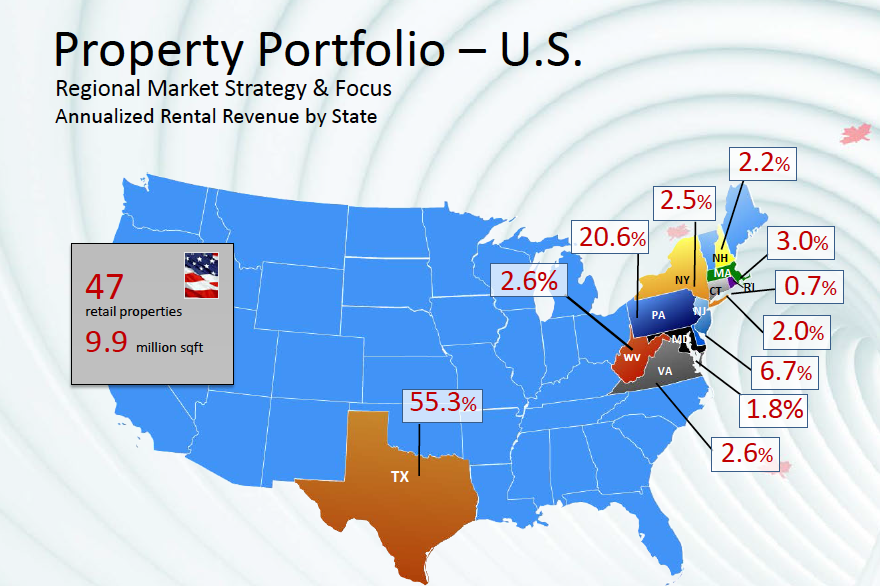 Property Portfolio – U.S.
Regional Market Strategy & Focus
Annualized Rental Revenue by State
2.2%
2.5%
20.6%
3.0%
2.6%
0.7%
2.0%
6.7%
1.8%
2.6%
55.3%
47
retail properties
9.9 million sqft
NH
MA
NY
CT
RI
PA
NJ
MD
WV
VA
TX